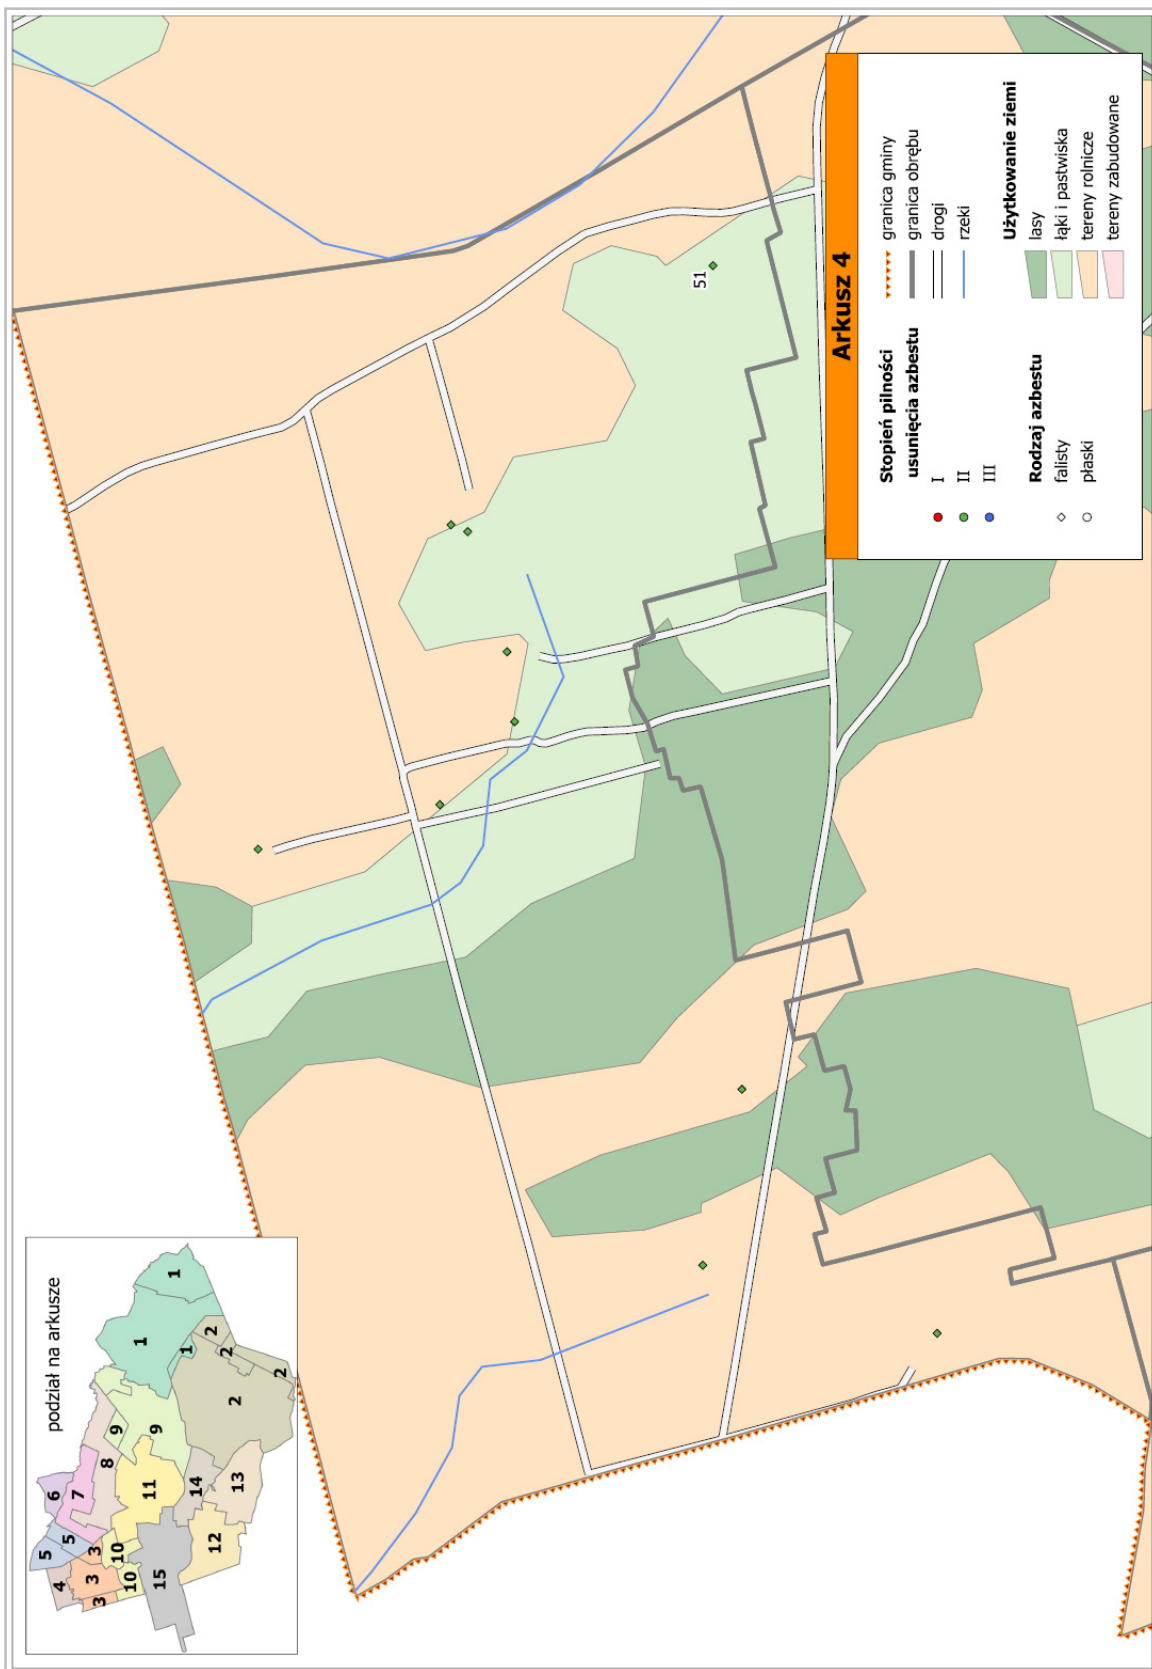 podział na arkusze
1
1
1
2
2
2
2
3
3
3
4
5
5
6
7
8
9
9
10
10
11
12
13
14
15
51
Arkusz 4
Stopień pilności
usunięcia azbestu
I
II
III
Rodzaj azbestu
falisty
płaski
granica gminy
granica obrębu
drogi
rzeki
Użytkowanie ziemi
lasy
łąki i pastwiska
tereny rolnicze
tereny zabudowane